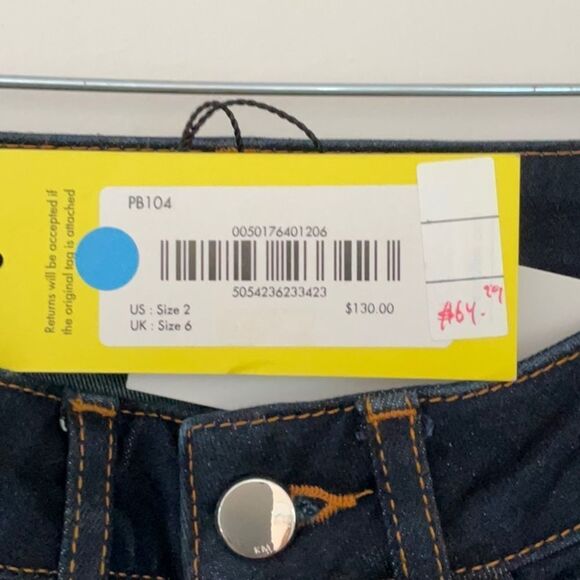 Returns will be accepted if
the original tag is attached
PB104
0050176401206
5054236233423
US : Size 2
$130.00
UK : Size 6
$64.99
KM